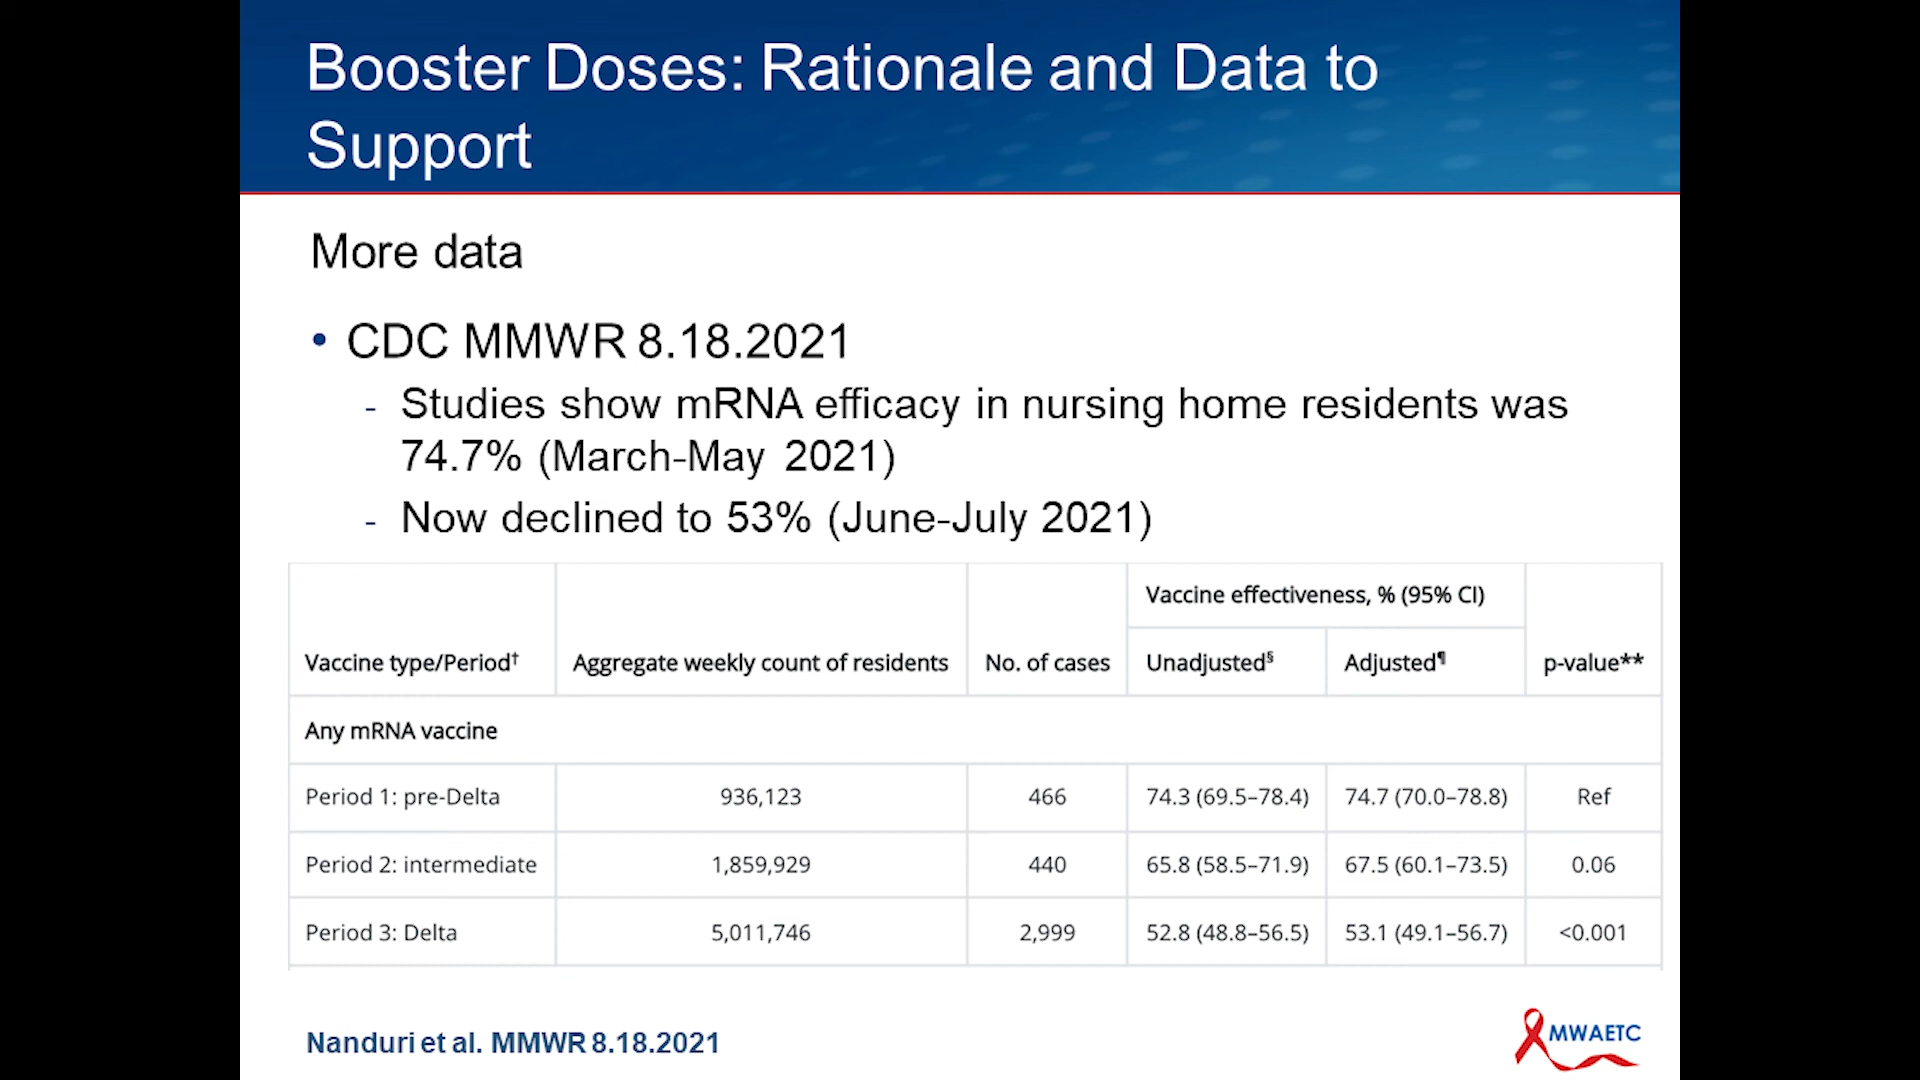 Booster Doses: Rationale and Data to
Support
More data
• CDC MMWR 8.18.2021
- Studies show mRNA efficacy in nursing home residents was
74.7% (March-May 2021)
- Now declined to 53% (June-July 2021)
Vaccine effectiveness, % (95% CI)
Vaccine type/Period† Aggregate weekly count of residents No. of cases Unadjusted§ Adjusted¶ p-value**
Any mRNA vaccine
Period 1: pre-Delta 936,123 466 74.3 (69.5–78.4) 74.7 (70.0–78.8) Ref
Period 2: intermediate 1,859,929 440 65.8 (58.5–71.9) 67.5 (60.1–73.5) 0.06
Period 3: Delta 5,011,746 2,999 52.8 (48.8–56.5) 53.1 (49.1–56.7) <0.001
Nanduri et al. MMWR 8.18.2021
MWAETC